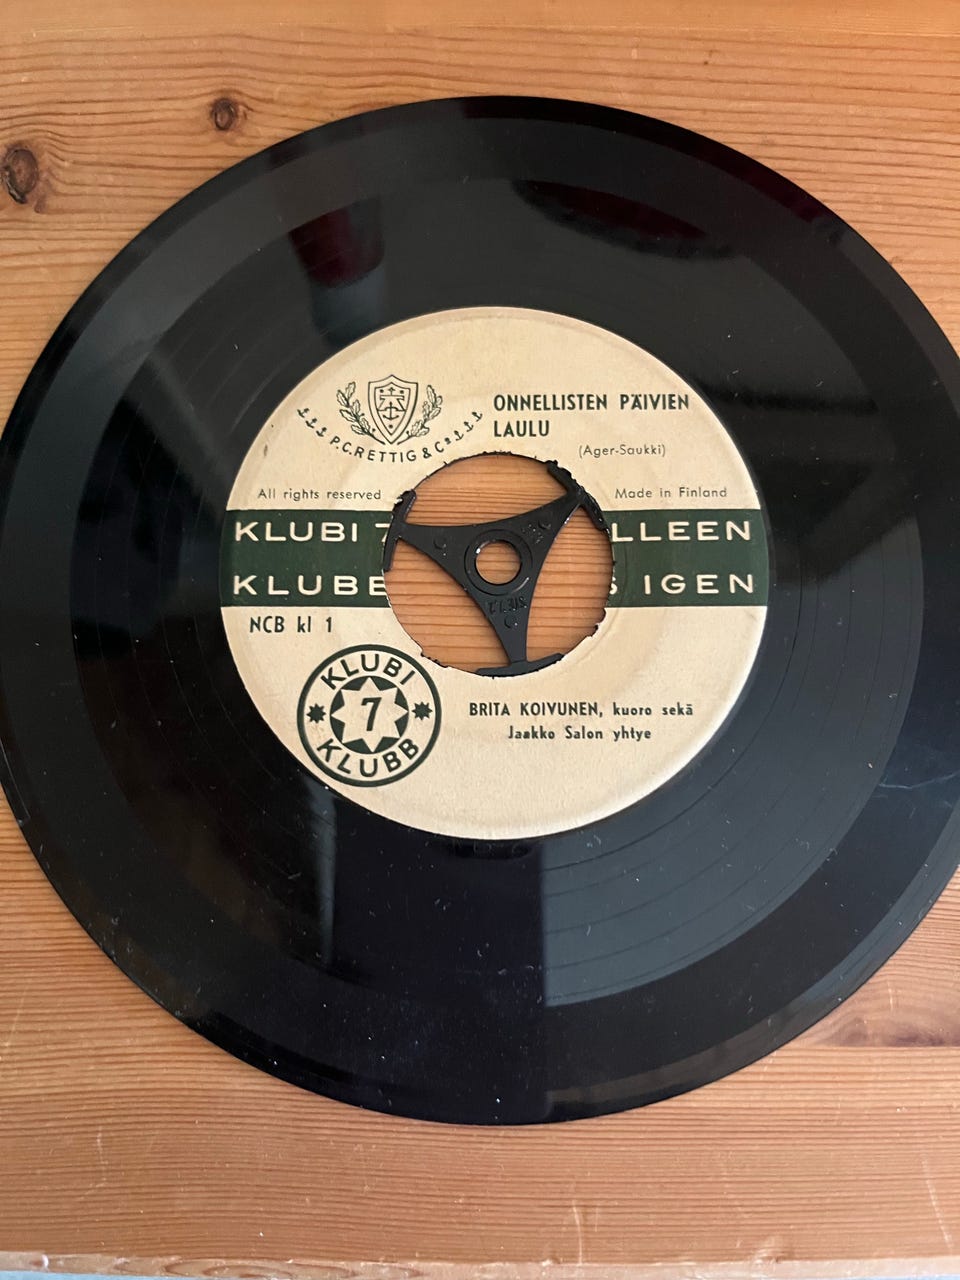 P.C.RETTIG & Cº
ONNELLISTEN PÄIVIEN
LAULU
(Ager-Saukki)
All rights reserved
Made in Finland
KLUBI 7 LLEEN
KLUBB S IGEN
NCB kl 1
KLUBI
7
KLUBB
BRITA KOIVUNEN, kuoro sekä
Jaakko Salon yhtye